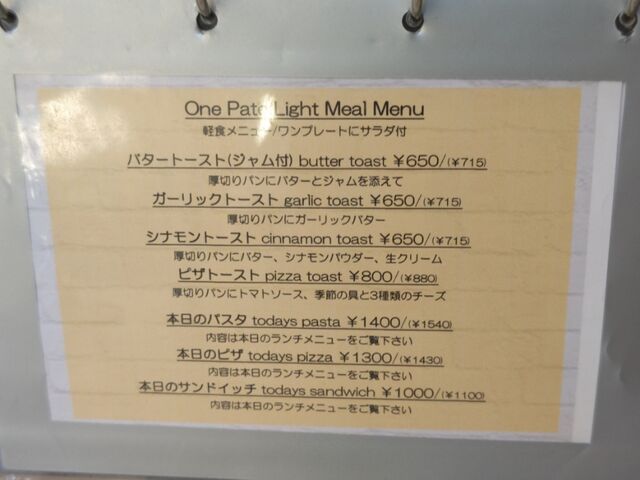 One Pate Light Meal Menu
軽食メニュー/ワンプレートにサラダ付
バタートースト(ジャム付) butter toast ¥650/(¥715)
厚切りパンにバターとジャムを添えて
ガーリックトースト garlic toast ¥650/(¥715)
厚切りパンにガーリックバター
シナモントースト cinnamon toast ¥650/(¥715)
厚切りパンにバター、シナモンパウダー、生クリーム
ピザトースト pizza toast ¥800/(¥880)
厚切りパンにトマトソース、季節の具と3種類のチーズ
本日のパスタ todays pasta ¥1400/(¥1540)
内容は本日のランチメニューをご覧下さい
本日のピザ todays pizza ¥1300/(¥1430)
内容は本日のランチメニューをご覧下さい
本日のサンドイッチ todays sandwich ¥1000/(¥1100)
内容は本日のランチメニューをご覧下さい